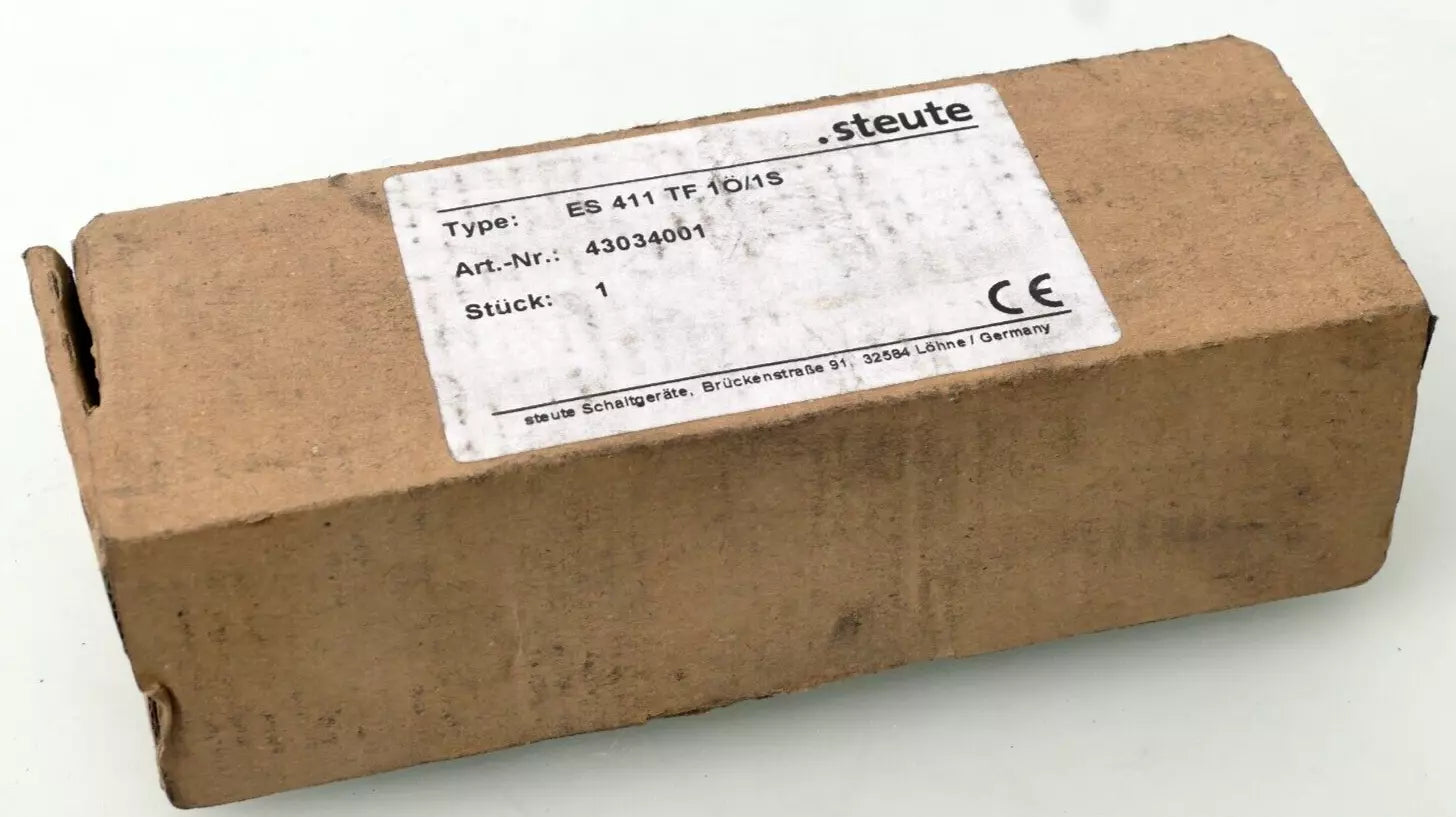 .steute
Type: ES 411 TF 1Ö/1S
Art.-Nr.: 43034001
Stück: 1
CE
steute Schaltgeräte, Brückenstraße 91, 32584 Löhne / Germany